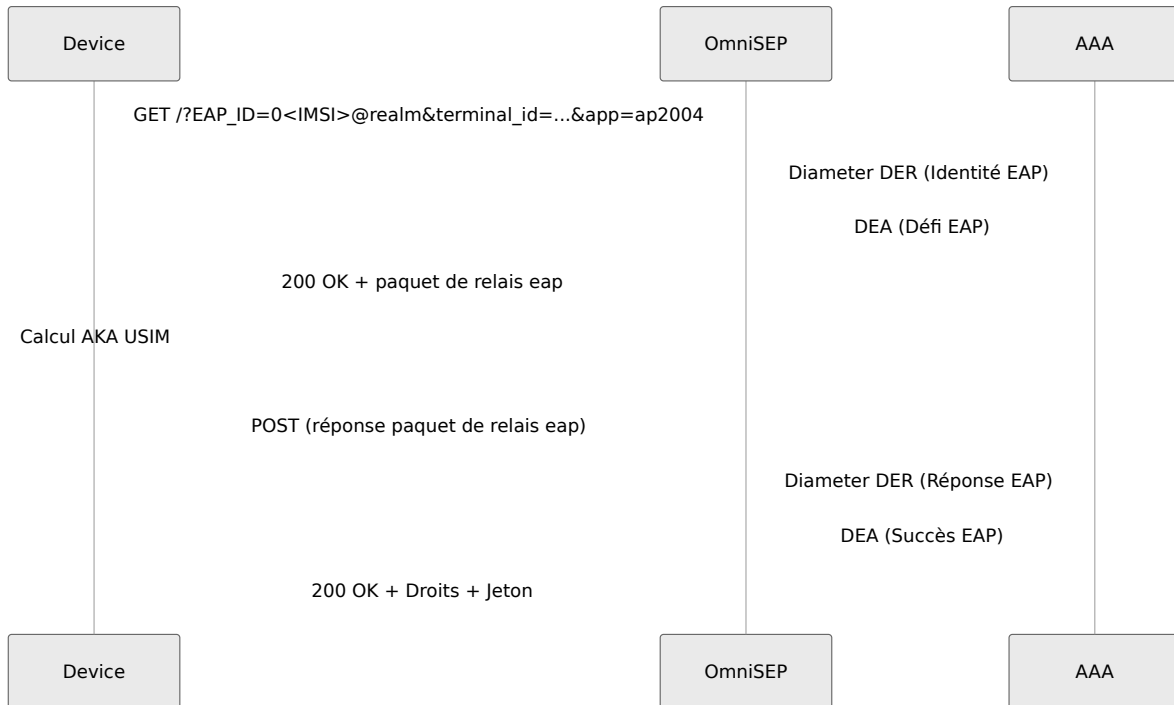 Device
OmniSEP
AAA
GET /?EAP_ID=0<IMSI>@realm&terminal_id=...&app=ap2004
Diameter DER (Identité EAP)
DEA (Défi EAP)
200 OK + paquet de relais eap
Calcul AKA USIM
POST (réponse paquet de relais eap)
Diameter DER (Réponse EAP)
DEA (Succès EAP)
200 OK + Droits + Jeton
Device
OmniSEP
AAA